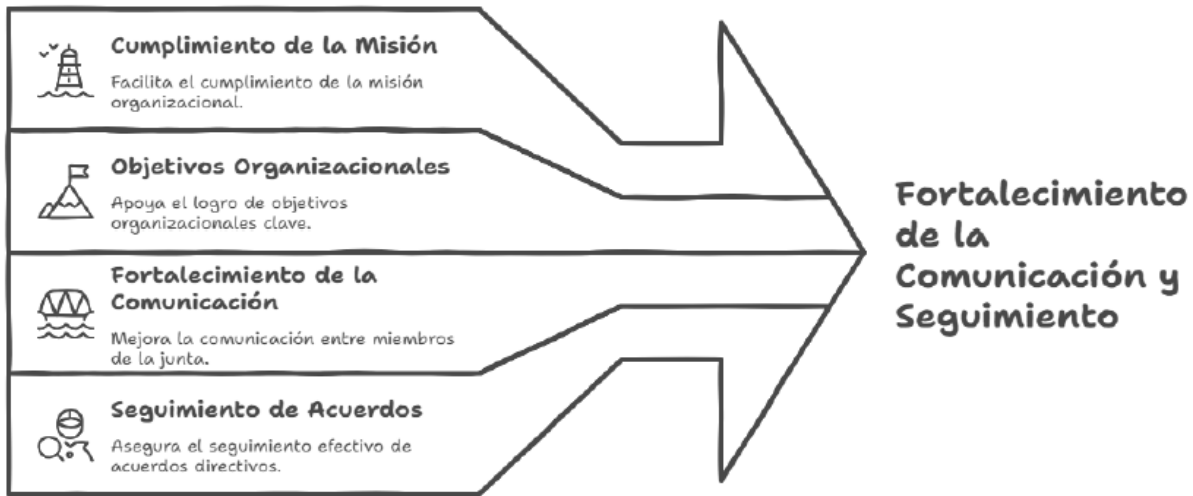 Cumplimiento de la Misión
Facilita el cumplimiento de la misión
organizacional.
Objetivos Organizacionales
Apoya el logro de objetivos
organizacionales clave.
Fortalecimiento de la
Comunicación
Mejora la comunicación entre miembros
de la junta.
Seguimiento de Acuerdos
Asegura el seguimiento efectivo de
acuerdos directivos.
Fortalecimiento
de la
Comunicación y
Seguimiento